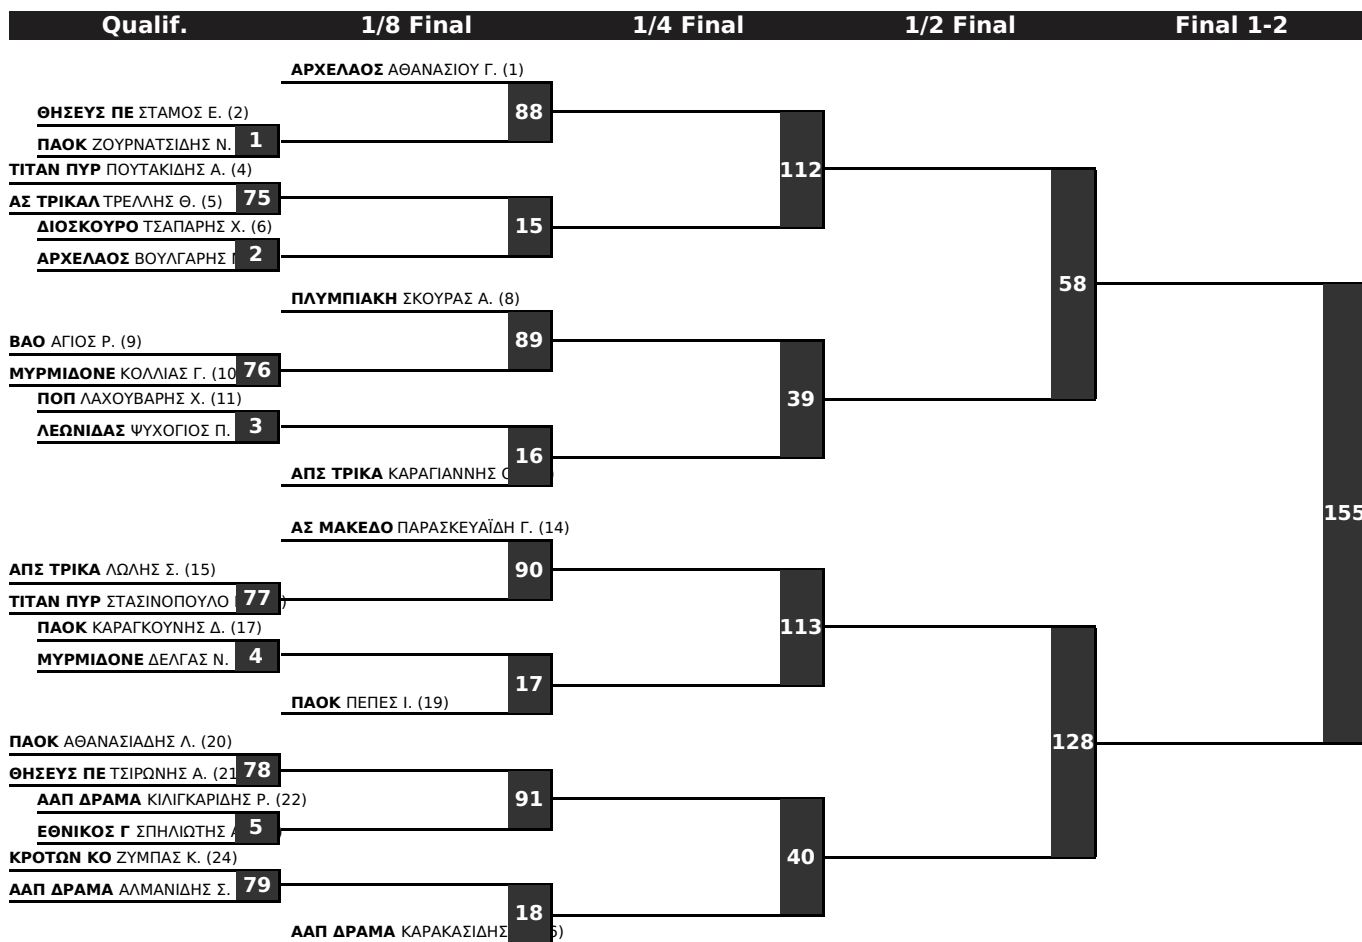 Qualif. 1/8 Final 1/4 Final 1/2 Final Final 1-2
ΑΡΧΕΛΑΟΣ ΑΘΑΝΑΣΙΟΥ Γ. (1)
88
ΘΗΣΕΥΣ ΠΕ ΣΤΑΜΟΣ Ε. (2)
1
ΠΑΟΚ ΖΟΥΡΝΑΤΣΙΔΗΣ Ν.
112
ΤΙΤΑΝ ΠΥΡ ΠΟΥΤΑΚΙΔΗΣ Α. (4)
75
ΑΣ ΤΡΙΚΑΛ ΤΡΕΛΛΗΣ Θ. (5)
15
ΔΙΟΣΚΟΥΡΟ ΤΣΑΠΑΡΗΣ Χ. (6)
2
ΑΡΧΕΛΑΟΣ ΒΟΥΛΓΑΡΗΣ
58
ΠΛΥΜΠΙΑΚΗ ΣΚΟΥΡΑΣ Α. (8)
89
ΒΑΟ ΑΓΙΟΣ Ρ. (9)
76
ΜΥΡΜΙΔΟΝΕ ΚΟΛΛΙΑΣ Γ. (10
39
ΠΟΠ ΛΑΧΟΥΒΑΡΗΣ Χ. (11)
3
ΛΕΩΝΙΔΑΣ ΨΥΧΟΓΙΟΣ Π.
16
ΑΠΣ ΤΡΙΚΑ ΚΑΡΑΓΙΑΝΝΗΣ
155
ΑΣ ΜΑΚΕΔΟ ΠΑΡΑΣΚΕΥΑΪΔΗ Γ. (14)
90
ΑΠΣ ΤΡΙΚΑ ΛΩΛΗΣ Σ. (15)
77
ΤΙΤΑΝ ΠΥΡ ΣΤΑΣΙΝΟΠΟΥΛΟ
113
ΠΑΟΚ ΚΑΡΑΓΚΟΥΝΗΣ Δ. (17)
4
ΜΥΡΜΙΔΟΝΕ ΔΕΛΓΑΣ Ν.
17
ΠΑΟΚ ΠΕΠΕΣ Ι. (19)
128
ΠΑΟΚ ΑΘΑΝΑΣΙΑΔΗΣ Λ. (20)
78
ΘΗΣΕΥΣ ΠΕ ΤΣΙΡΩΝΗΣ Α. (21
91
ΑΑΠ ΔΡΑΜΑ ΚΙΛΙΓΚΑΡΙΔΗΣ Ρ. (22)
5
ΕΘΝΙΚΟΣ Γ ΣΠΗΛΙΩΤΗΣ
40
ΚΡΟΤΩΝ ΚΟ ΖΥΜΠΑΣ Κ. (24)
79
ΑΑΠ ΔΡΑΜΑ ΑΛΜΑΝΙΔΗΣ Σ.
18
ΑΑΠ ΔΡΑΜΑ ΚΑΡΑΚΑΣΙΔΗΣ